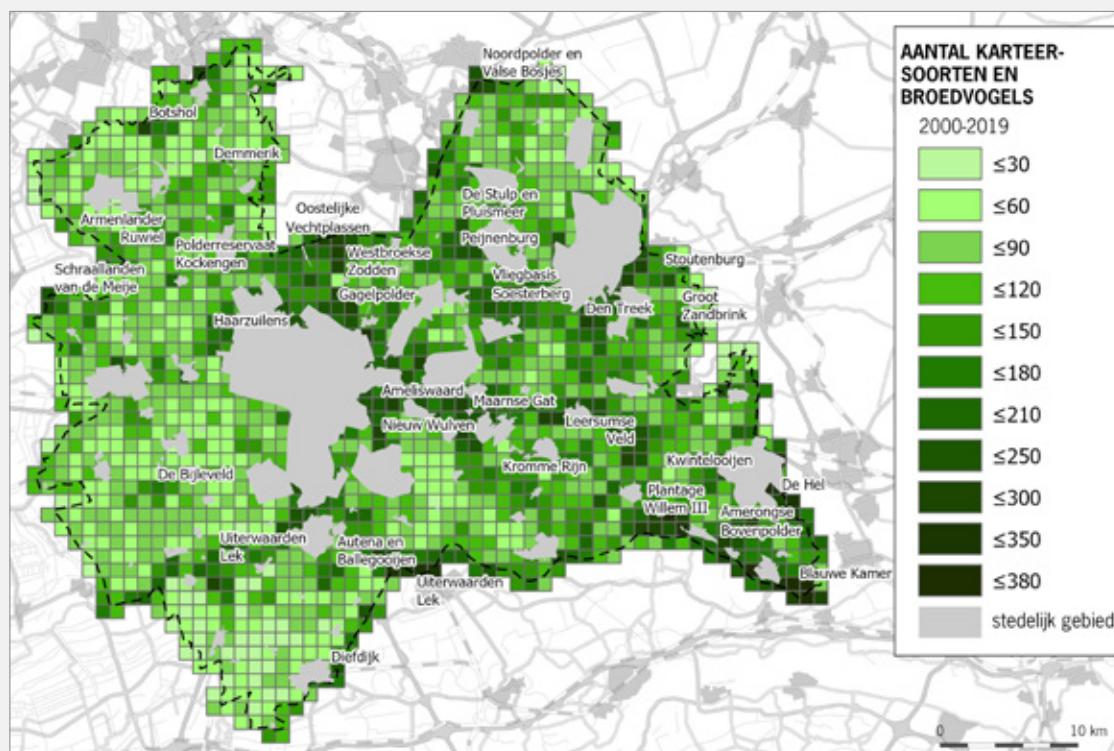 Noordpolder en
Valse Bosjes
Botshol
Demmerik
De Stulp en
Pluismeer
Armenlander
Ruwiel
Oostelijke
Vechtplassen
Polderreservaat
Kockengen
Westbroekse
Zodden
Peijnenburg
Stoutenburg
Schraallanden
van de Meije
Vliegbasis
Soesterberg
Gagelpolder
Groot
Zandbrink
Haarzuilens
Den Treek
Ameliswaard
Maarnse Gat
Nieuw Wulven
Leersumse
Veld
De Bijleveld
Kromme Rijn
Kwintelooijen
De Hel
Plantage
Willem III
Amerongse
Bovenpolder
Uiterwaarden
Lek
Autena en
Ballegooijen
Uiterwaarden
Lek
Blauwe Kamer
Diefdijk
AANTAL KARTEER-
SOORTEN EN
BROEDVOGELS
2000-2019
≤30
≤60
≤90
≤120
≤150
≤180
≤210
≤250
≤300
≤350
≤380
stedelijk gebied
0 10 km